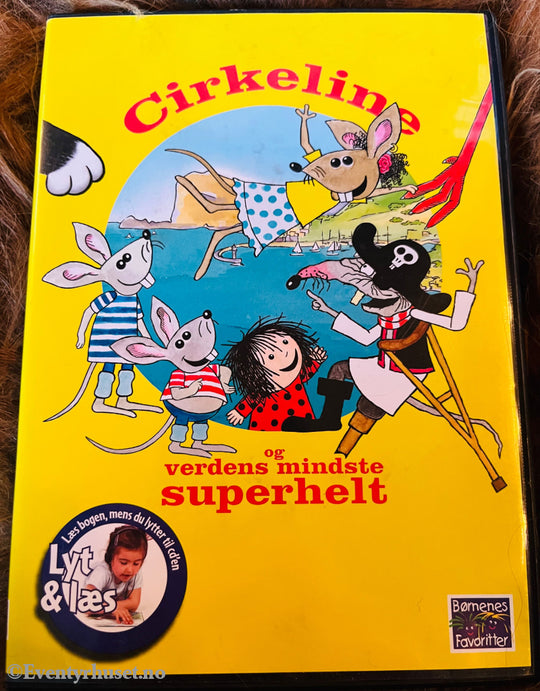 Cirkeline
og
verdens mindste
superhelt
Læs bogen, mens du lytter til cd'en
Lyt
& læs
Børnenes
Favoritter
©Eventyrhuset.no